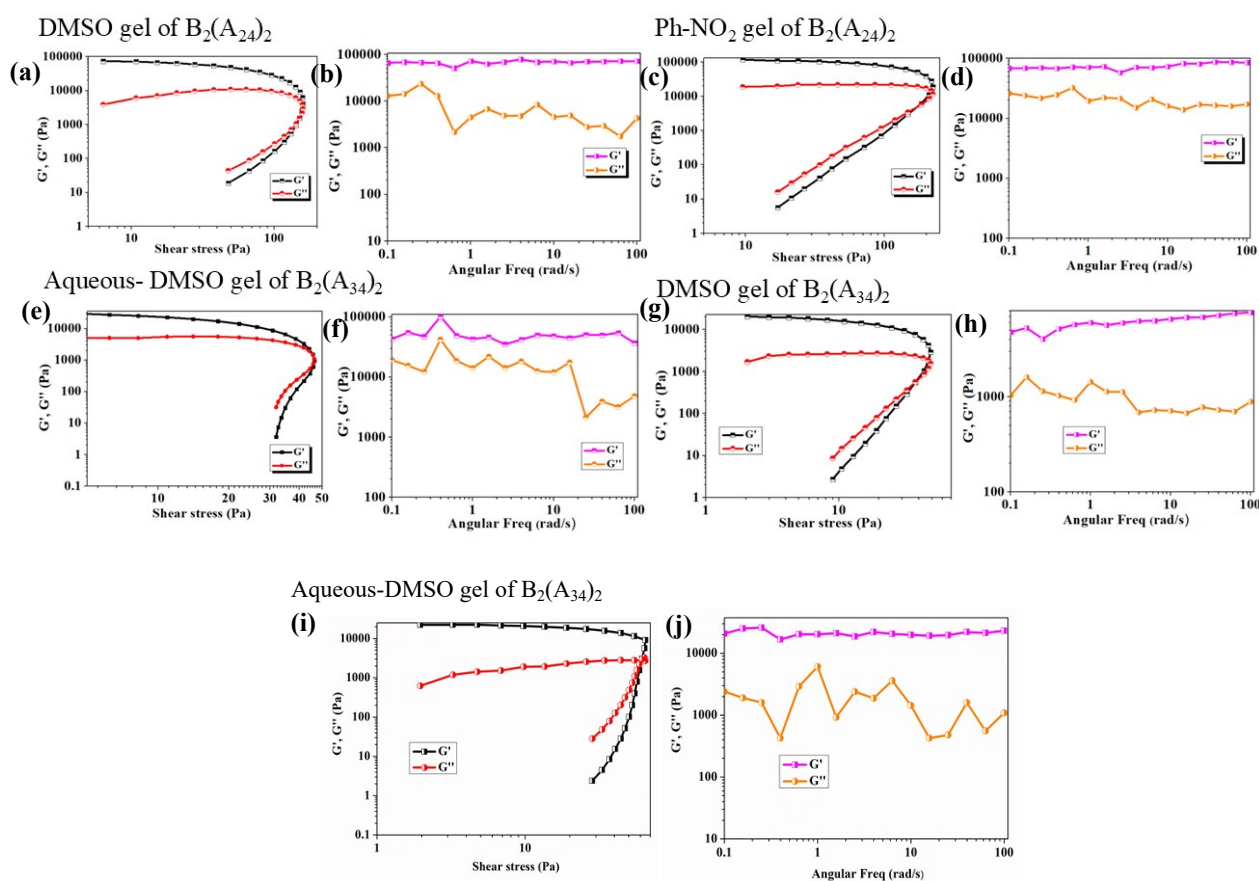 DMSO gel of B₂(A₂₄)₂
Ph-NO₂ gel of B₂(A₂₄)₂
(a)
100000
10000
1000
100
10
1
G', G'' (Pa)
G'
G''
10
100
Shear stress (Pa)
(b)
100000
10000
1000
100
10
G', G'' (Pa)
G'
G''
0.1
1
10
100
Angular Freq (rad/s)
(c)
100000
10000
1000
100
10
1
G', G'' (Pa)
G'
G''
10
100
Shear stress (Pa)
(d)
100000
10000
1000
100
G', G'' (Pa)
G'
G''
0.1
1
10
100
Angular Freq (rad/s)
Aqueous- DMSO gel of B₂(A₃₄)₂
DMSO gel of B₂(A₃₄)₂
(e)
10000
1000
100
10
1
0.1
G', G'' (Pa)
G'
G''
10
20
30
40
50
Shear stress (Pa)
(f)
100000
10000
1000
100
G', G'' (Pa)
G'
G''
0.1
1
10
100
Angular Freq (rad/s)
(g)
10000
1000
100
10
1
G', G'' (Pa)
G'
G''
1
10
Shear stress (Pa)
(h)
1000
100
G', G'' (Pa)
G'
G''
0.1
1
10
100
Angular Freq (rad/s)
Aqueous-DMSO gel of B₂(A₃₄)₂
(i)
10000
1000
100
10
1
0.1
G', G'' (Pa)
G'
G''
1
10
Shear stress (Pa)
(j)
10000
1000
100
10
G', G'' (Pa)
G'
G''
0.1
1
10
100
Angular Freq (rad/s)